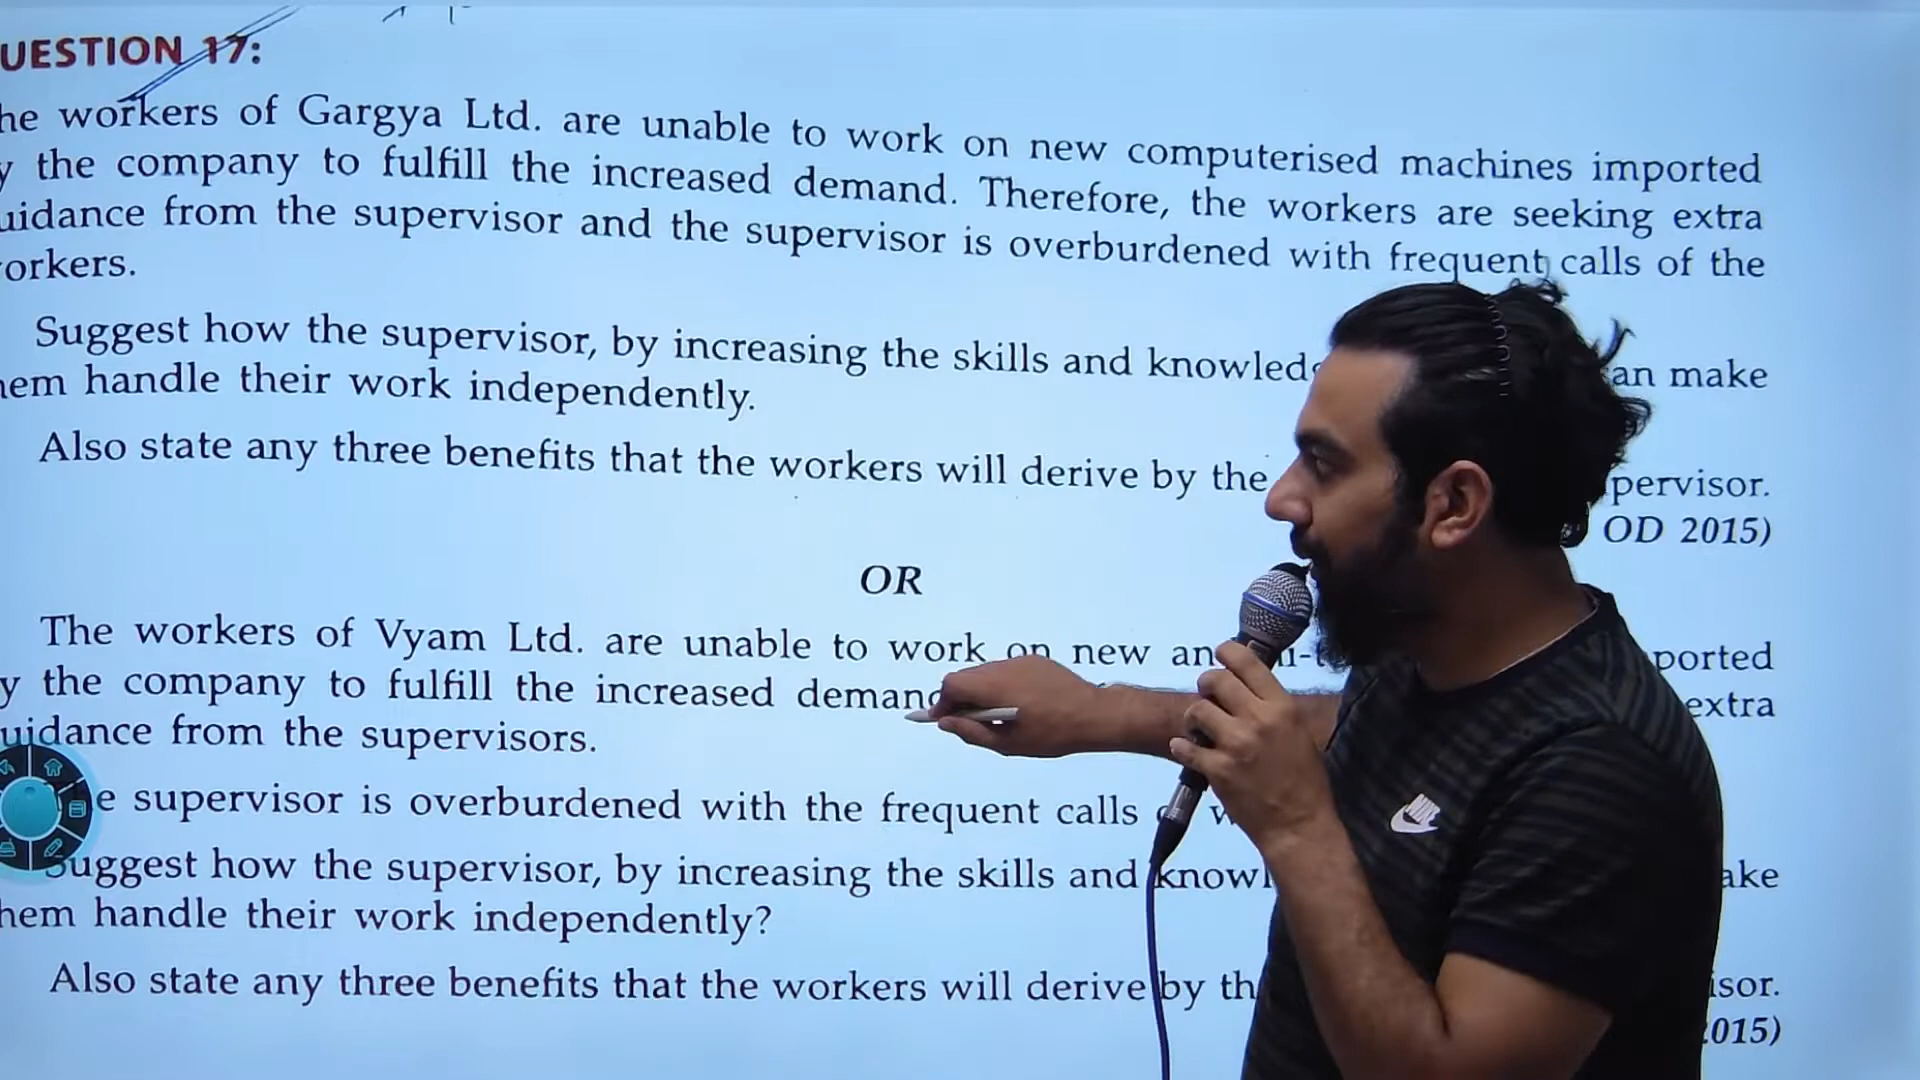 UESTION 17:
he workers of Gargya Ltd. are unable to work on new computerised machines imported
y the company to fulfill the increased demand. Therefore, the workers are seeking extra
uidance from the supervisor and the supervisor is overburdened with frequent calls of the
orkers.
Suggest how the supervisor, by increasing the skills and knowled an make
em handle their work independently.
Also state any three benefits that the workers will derive by the pervisor.
OD 2015)
OR
The workers of Vyam Ltd. are unable to work on new an ported
y the company to fulfill the increased demand extra
uidance from the supervisors.
e supervisor is overburdened with the frequent calls
Suggest how the supervisor, by increasing the skills and knowl ake
hem handle their work independently?
Also state any three benefits that the workers will derive by th isor.
015)